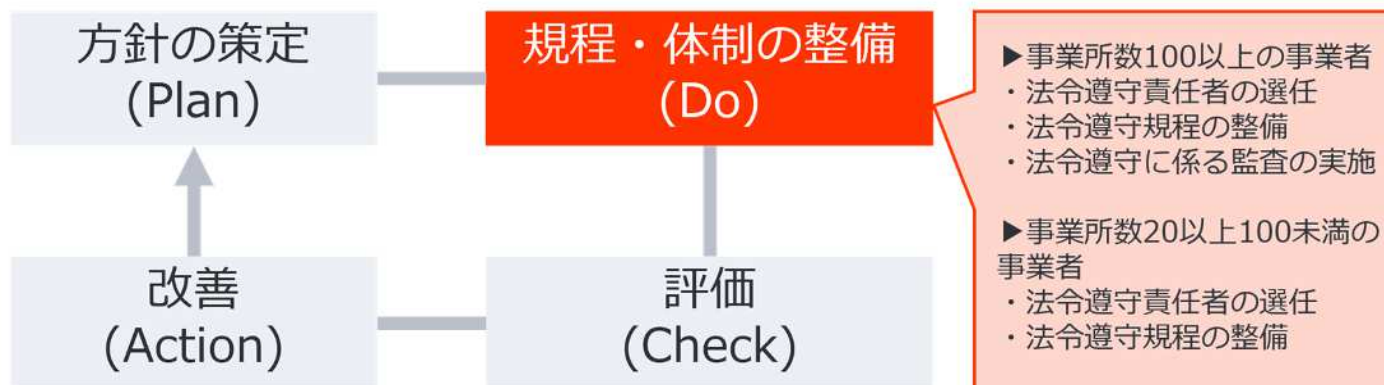 方針の策定
(Plan)
規程・体制の整備
(Do)
▶事業所数100以上の事業者
・法令遵守責任者の選任
・法令遵守規程の整備
・法令遵守に係る監査の実施
▶事業所数20以上100未満の
事業者
・法令遵守責任者の選任
・法令遵守規程の整備
改善
(Action)
評価
(Check)